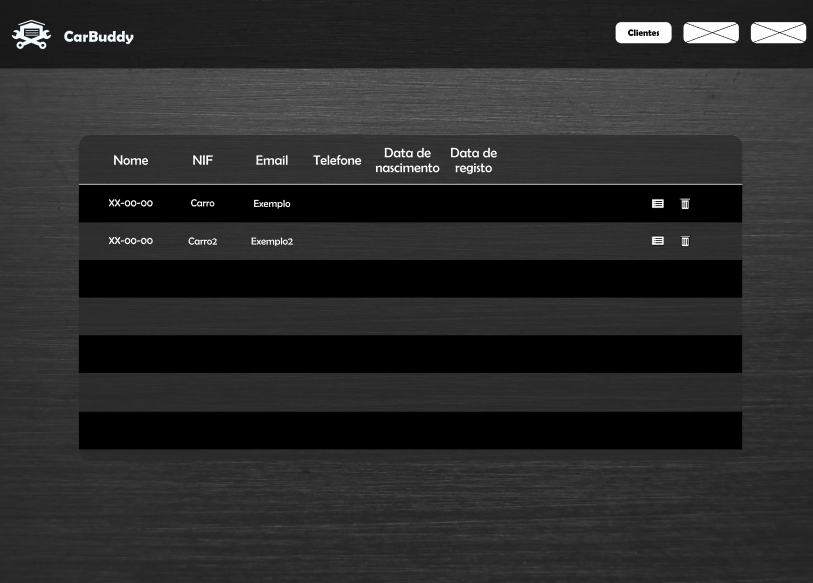 CarBuddy
Clientes
Nome NIF Email Telefone Data de nascimento Data de registo
XX-00-00 Carro Exemplo
XX-00-00 Carro2 Exemplo2